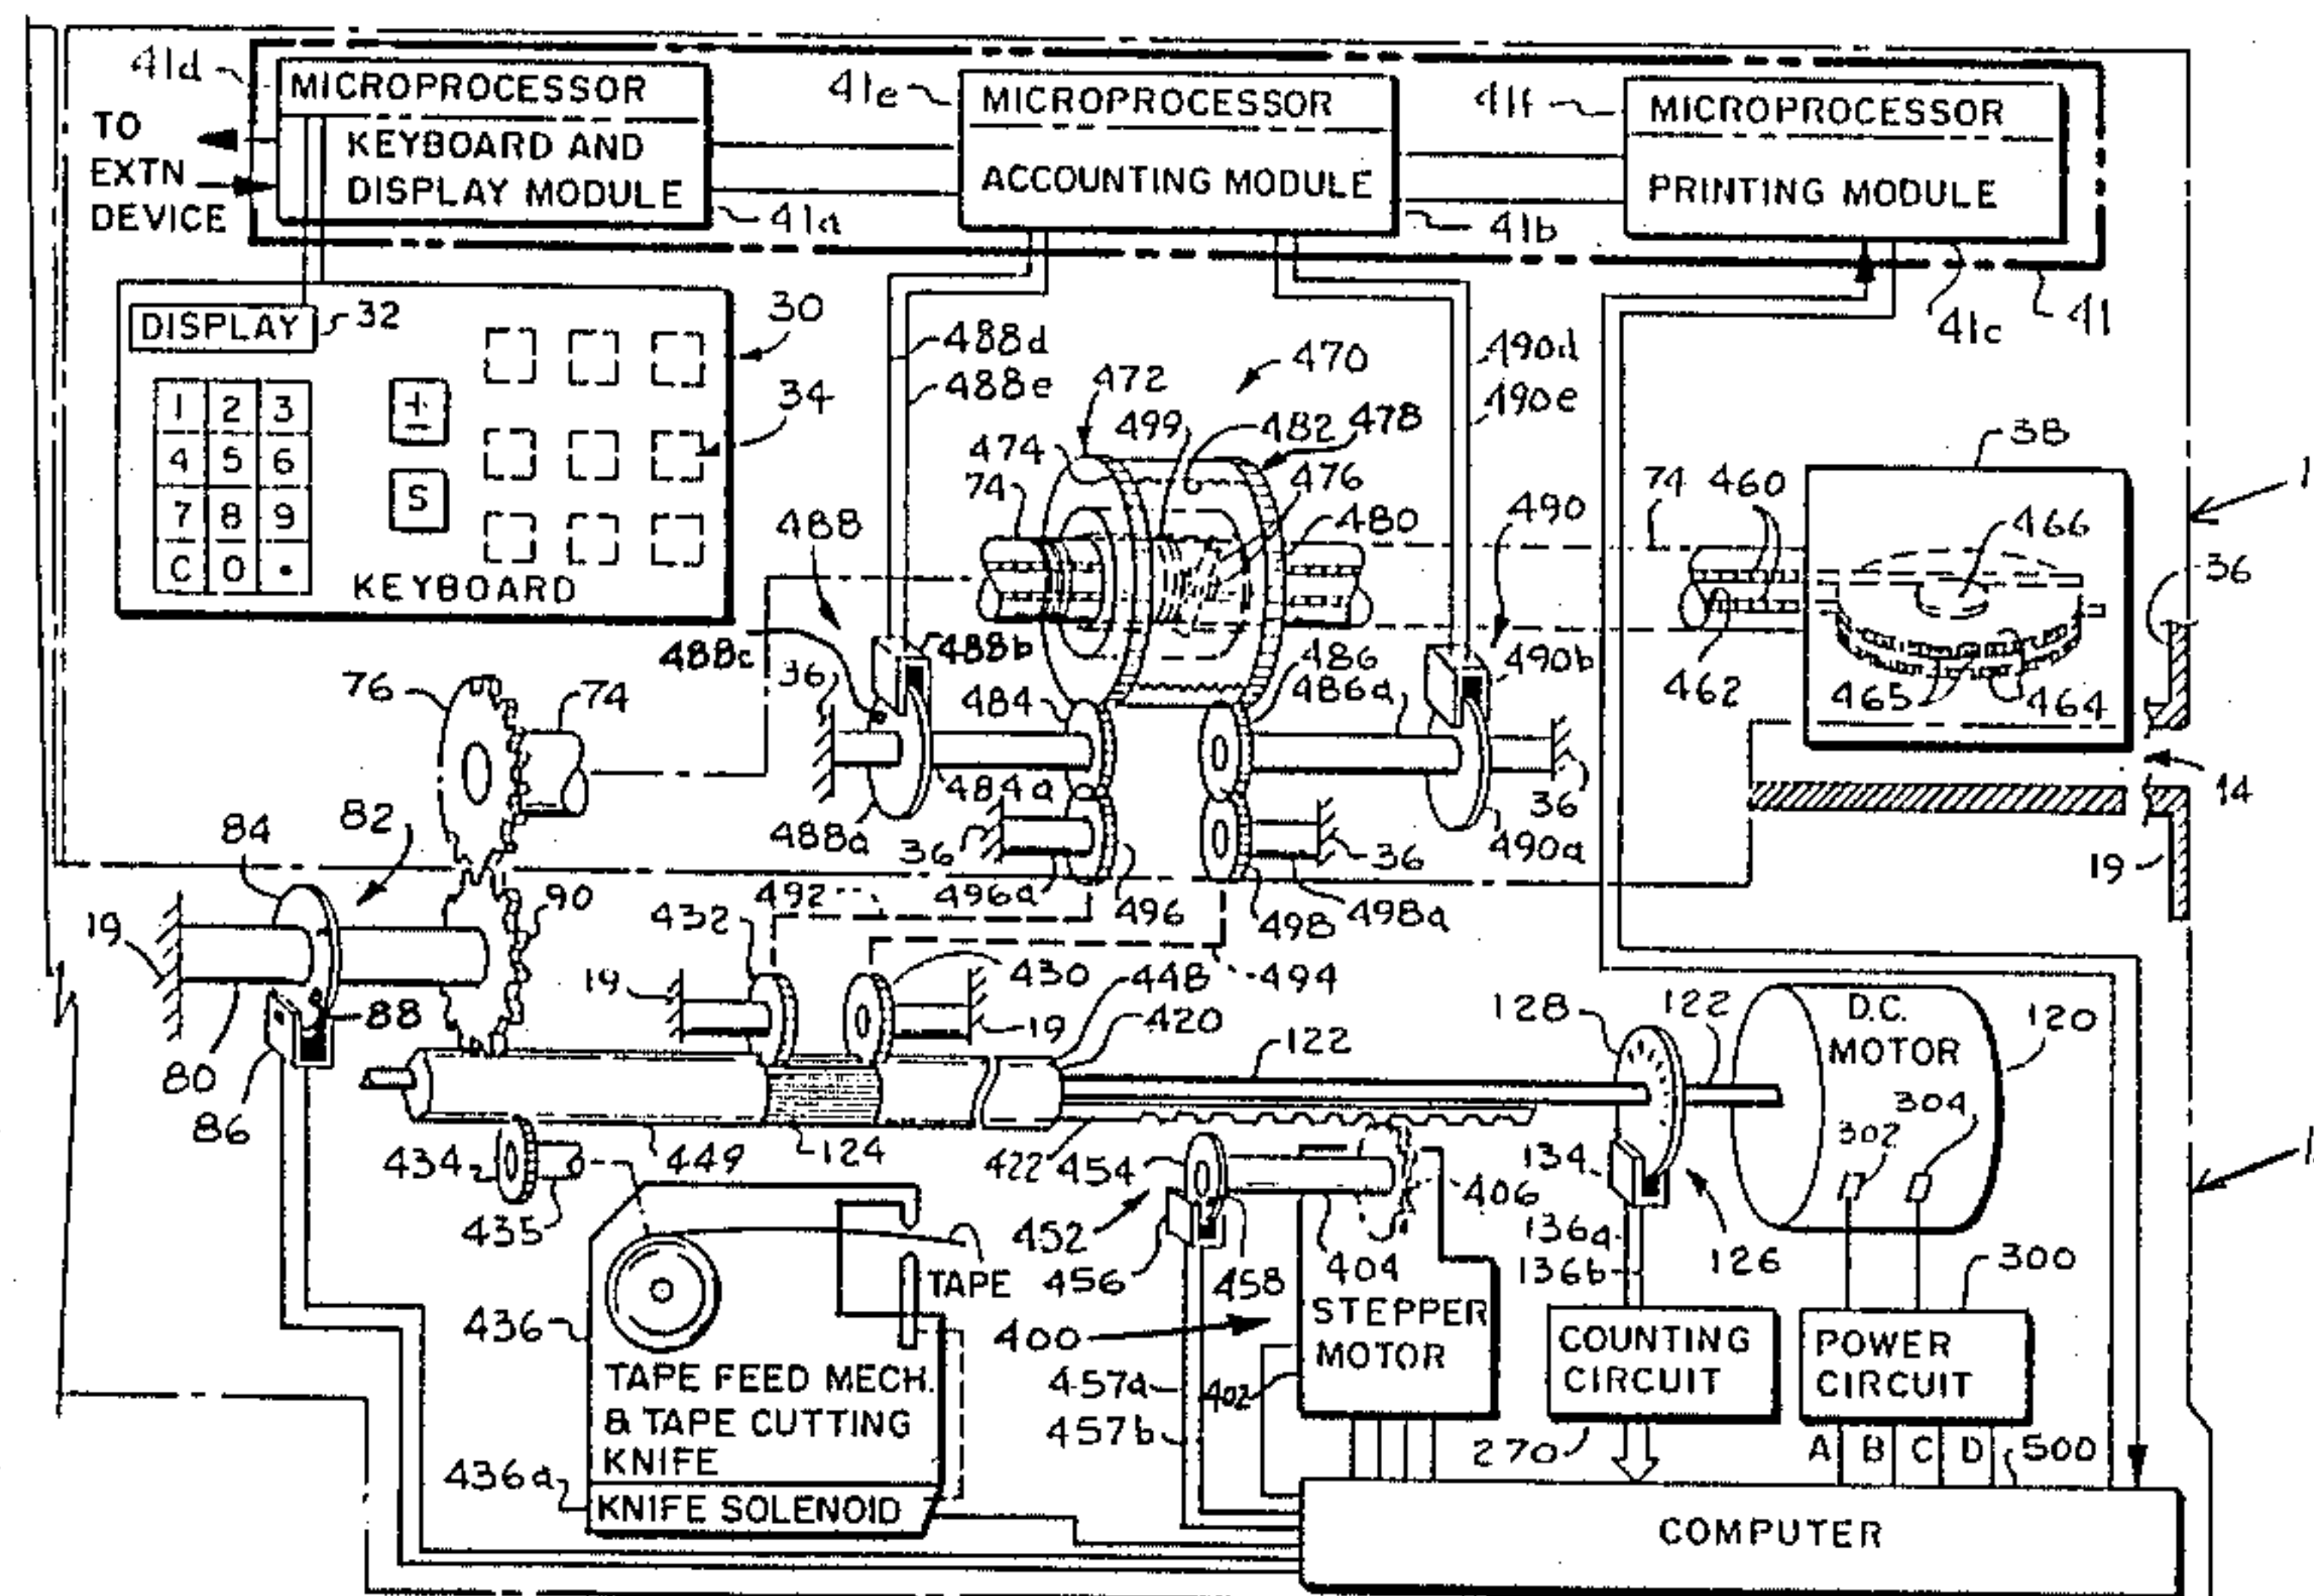 41d
MICROPROCESSOR
41e
MICROPROCESSOR
41f
MICROPROCESSOR
TO
EXTN
DEVICE
KEYBOARD AND
DISPLAY MODULE
ACCOUNTING MODULE
PRINTING MODULE
41a
41b
41c
41
DISPLAY
32
30
34
1 2 3
4 5 6
7 8 9
C 0 .
+
-
S
KEYBOARD
488d
488e
470
490d
490e
472
499
482
478
474
476
74
480
488
490
74
460
38
466
1
36
462
465
464
14
19
488c
488b
36
486
486a
490b
484
484a
488a
36
36
36
490a
76
74
82
84
90
19
80
86
88
492
496a
496
498
498a
432
430
494
19
19
448
420
122
128
122
D.C.
MOTOR
120
304
302
434
435
449
124
422
454
406
134
136a
136b
126
1
452
456
458
404
TAPE
436
400
STEPPER
MOTOR
402
457a
457b
COUNTING
CIRCUIT
270
300
POWER
CIRCUIT
A B C D
500
TAPE FEED MECH.
& TAPE CUTTING
KNIFE
436a
KNIFE SOLENOID
COMPUTER